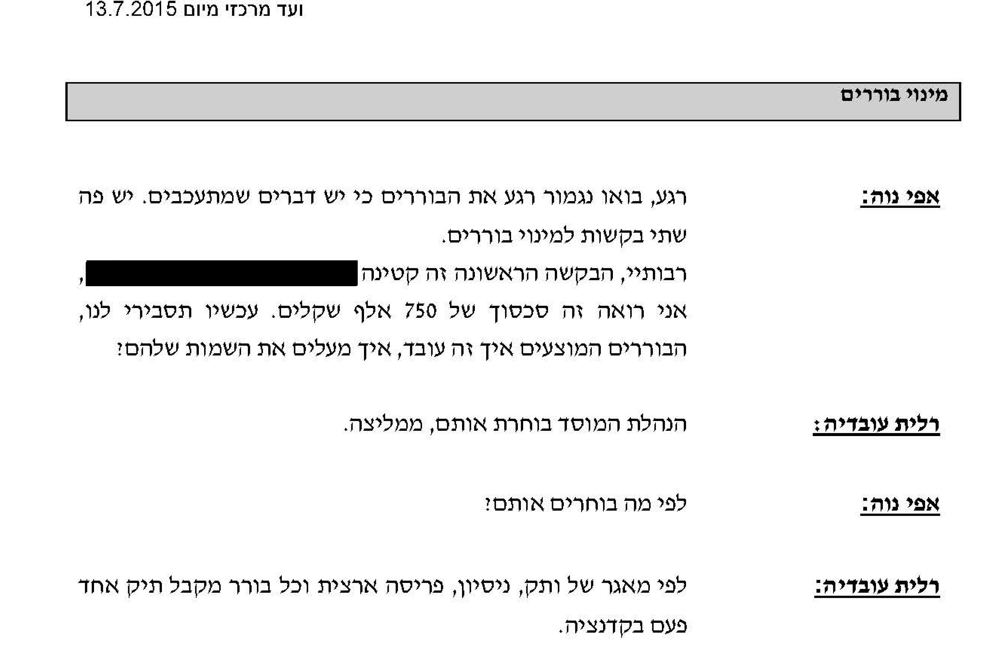 ועד מרכזי מיום 13.7.2015
מינוי בוררים
אפי נוה: רגע, בואו נגמור רגע את הבוררים כי יש דברים שמתעכבים. יש פה
שתי בקשות למינוי בוררים.
רבותיי, הבקשה הראשונה זה קטינה ,
אני רואה זה סכסוך של 750 אלף שקלים. עכשיו תסבירי לנו,
הבוררים המוצעים איך זה עובד, איך מעלים את השמות שלהם?
רלית עובדיה: הנהלת המוסד בוחרת אותם, ממליצה.
אפי נוה: לפי מה בוחרים אותם?
רלית עובדיה: לפי מאגר של ותק, ניסיון, פריסה ארצית וכל בורר מקבל תיק אחד
פעם בקדנציה.